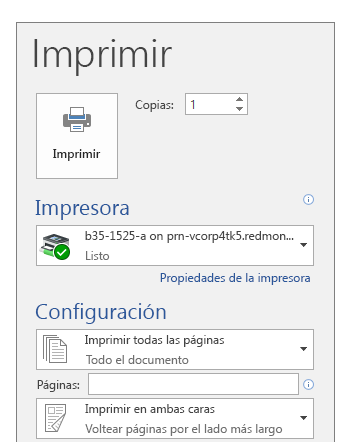 Imprimir
Copias: 1
Imprimir
Impresora
b35-1525-a on prn-vcorp4tk5.redmon...
Listo
Propiedades de la impresora
Configuración
Imprimir todas las páginas
Todo el documento
Páginas:
Imprimir en ambas caras
Voltear páginas por el lado más largo